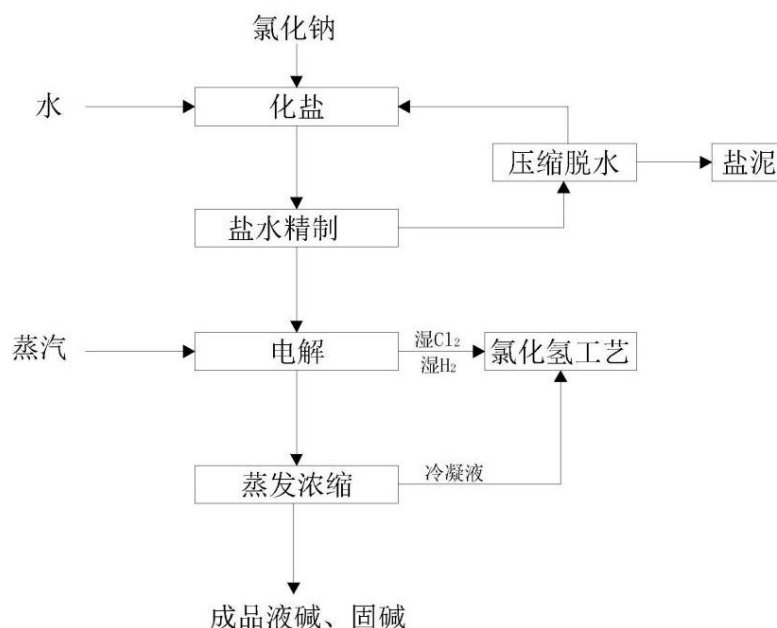 氯化钠
水
化盐
压缩脱水
盐泥
盐水精制
蒸汽
电解
湿Cl₂
湿H₂
氯化氢工艺
蒸发浓缩
冷凝液
成品液碱、固碱